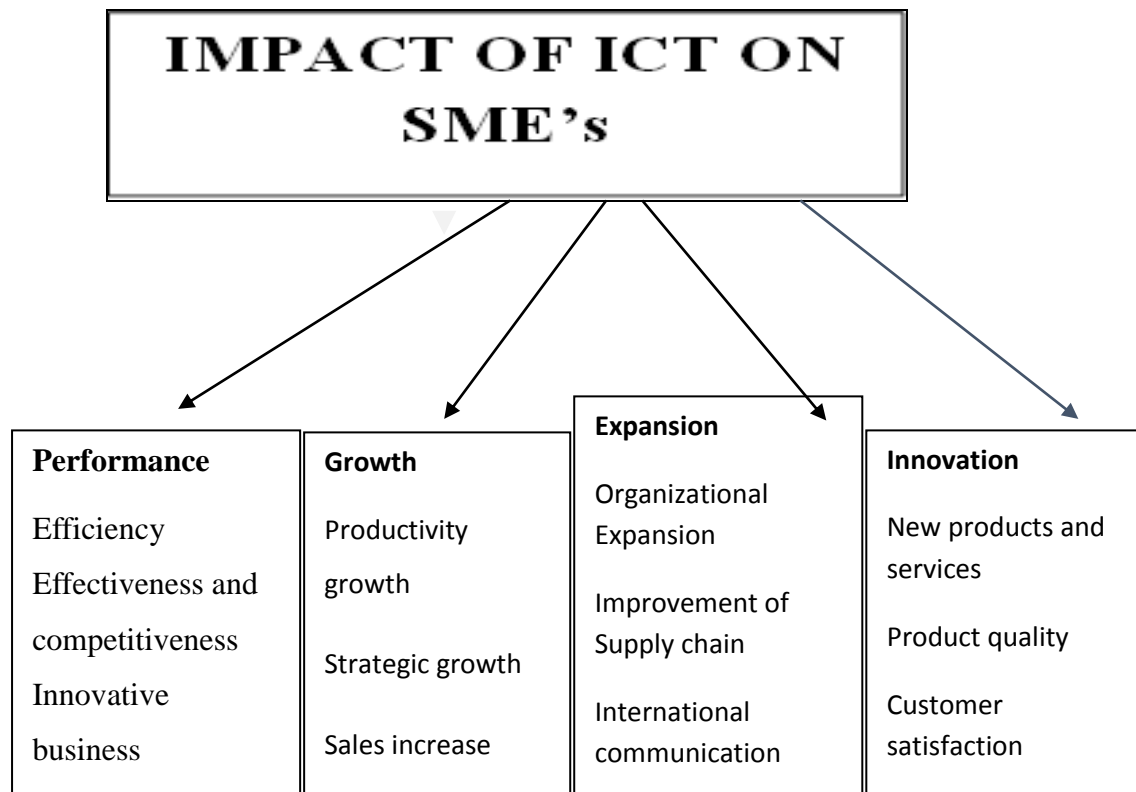 IMPACT OF ICT ON
SME’s
Performance
Efficiency
Effectiveness and
competitiveness
Innovative
business
Growth
Productivity
growth
Strategic growth
Sales increase
Expansion
Organizational
Expansion
Improvement of
Supply chain
International
communication
Innovation
New products and
services
Product quality
Customer
satisfaction